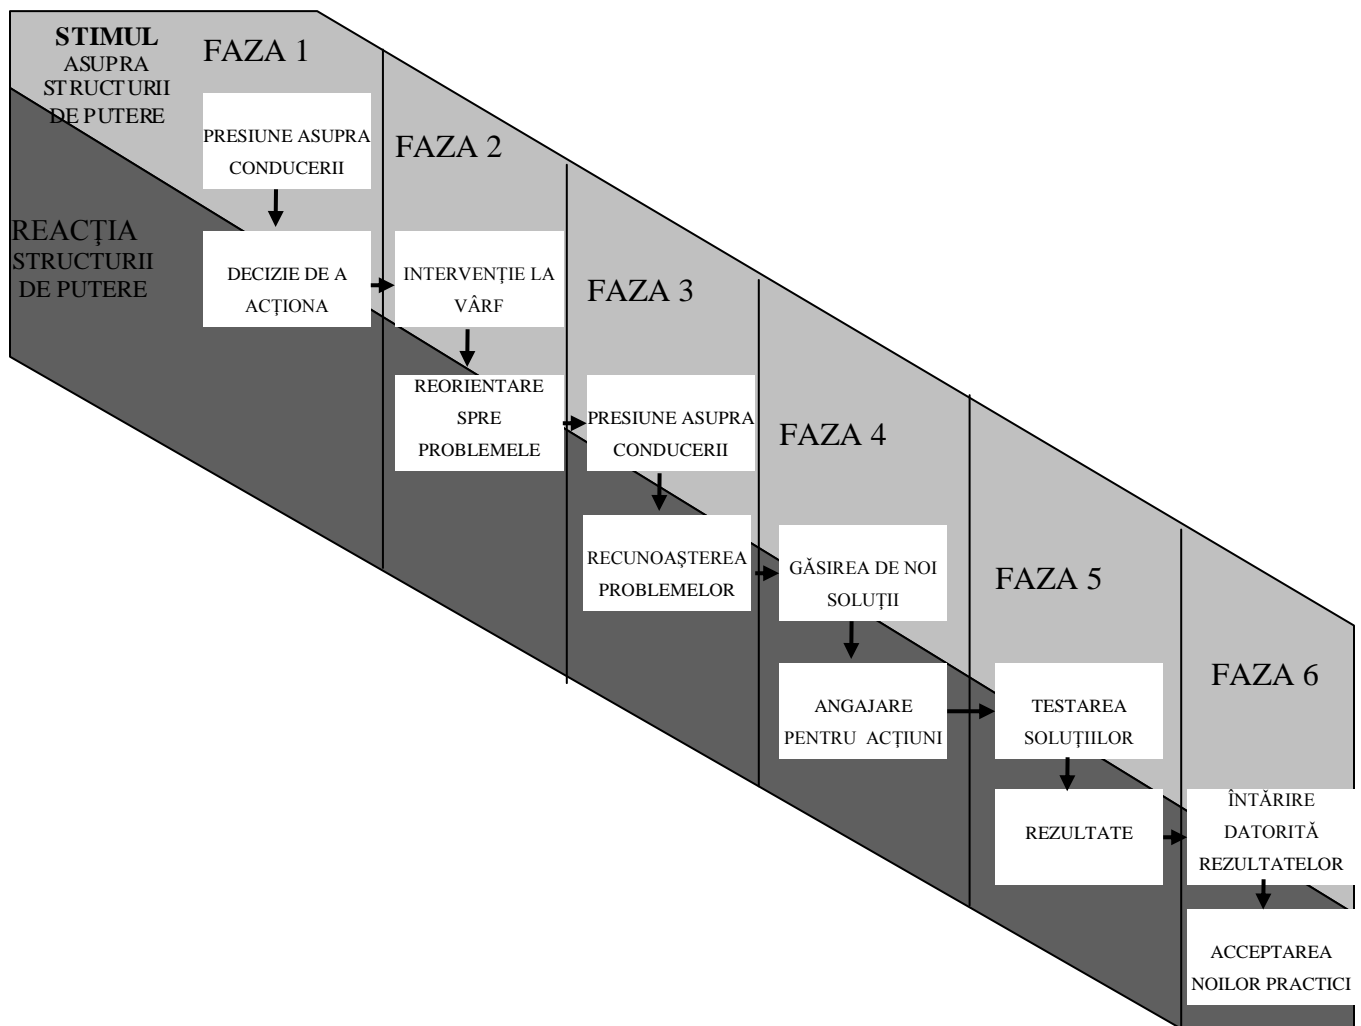 STIMUL
ASUPRA
STRUCTURII
DE PUTERE
FAZA 1
PRESIUNE ASUPRA
CONDUCERII
REACȚIA
STRUCTURII
DE PUTERE
DECIZIE DE A
ACȚIONA
FAZA 2
INTERVENȚIE LA
VÂRF
REORIENTARE
SPRE
PROBLEMELE
FAZA 3
PRESIUNE ASUPRA
CONDUCERII
RECUNOAȘTEREA
PROBLEMELOR
FAZA 4
GĂSIREA DE NOI
SOLUȚII
ANGAJARE
PENTRU ACȚIUNI
FAZA 5
TESTAREA
SOLUȚIILOR
REZULTATE
FAZA 6
ÎNTĂRIRE
DATORITĂ
REZULTATELOR
ACCEPTAREA
NOILOR PRACTICI